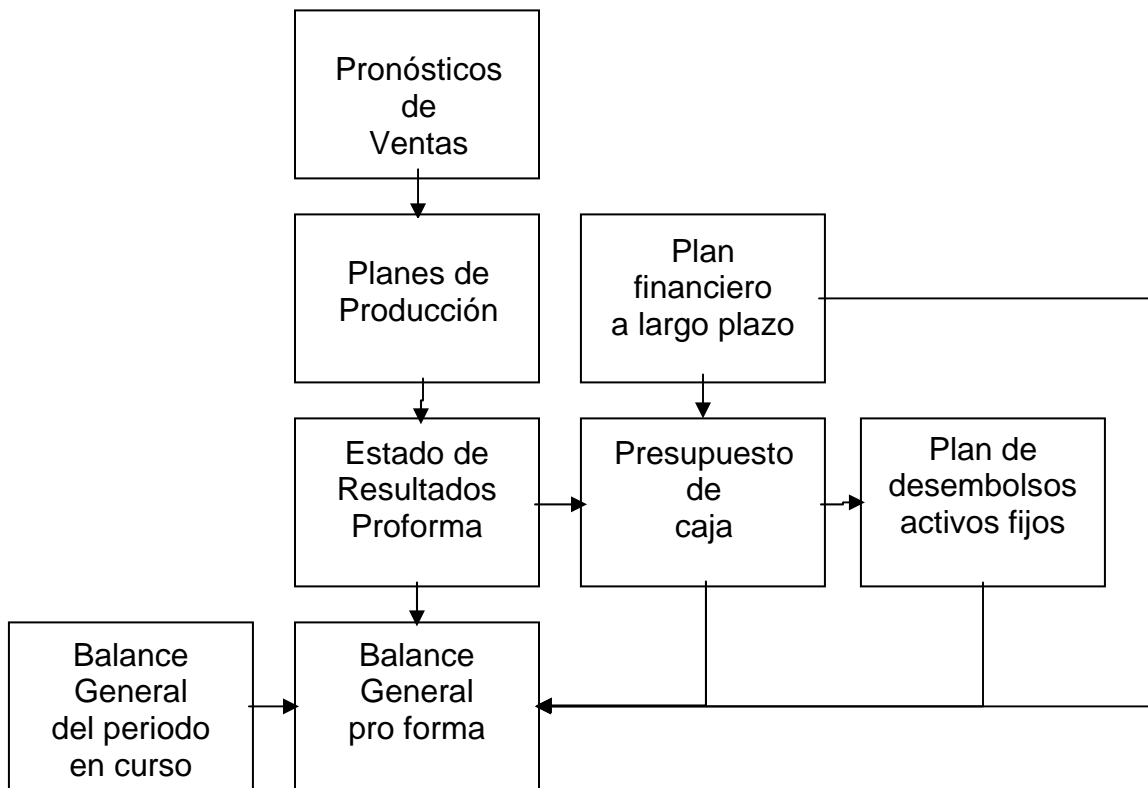 Pronósticos
de
Ventas
Planes de
Producción
Plan
financiero
a largo plazo
Estado de
Resultados
Proforma
Presupuesto
de
caja
Plan de
desembolsos
activos fijos
Balance
General
del periodo
en curso
Balance
General
pro forma